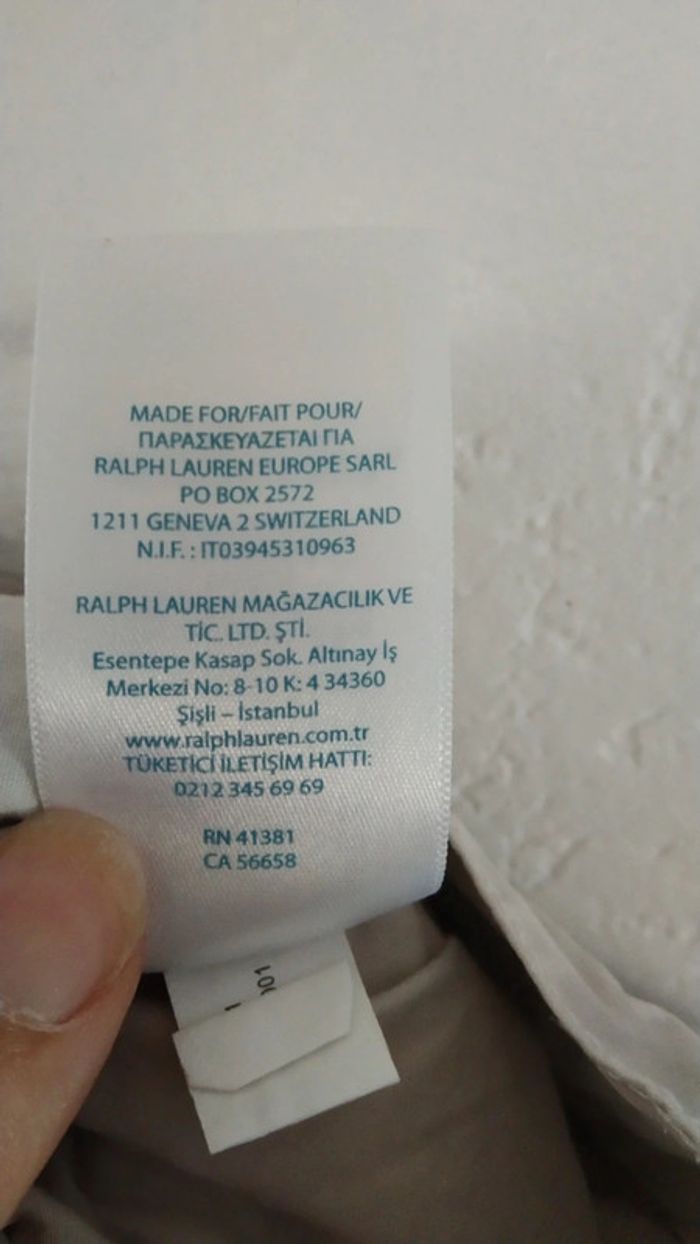 MADE FOR/FAIT POUR/
ΠΑΡΑΣΚΕΥΑΖΕΤΑΙ ΓΙΑ
RALPH LAUREN EUROPE SARL
PO BOX 2572
1211 GENEVA 2 SWITZERLAND
N.I.F. : IT03945310963
RALPH LAUREN MAĞAZACILIK VE
TİC. LTD. ŞTİ.
Esentepe Kasap Sok. Altınay İş
Merkezi No: 8-10 K: 4 34360
Şişli – İstanbul
www.ralphlauren.com.tr
TÜKETİCİ İLETİŞİM HATTI:
0212 345 69 69
RN 41381
CA 56658